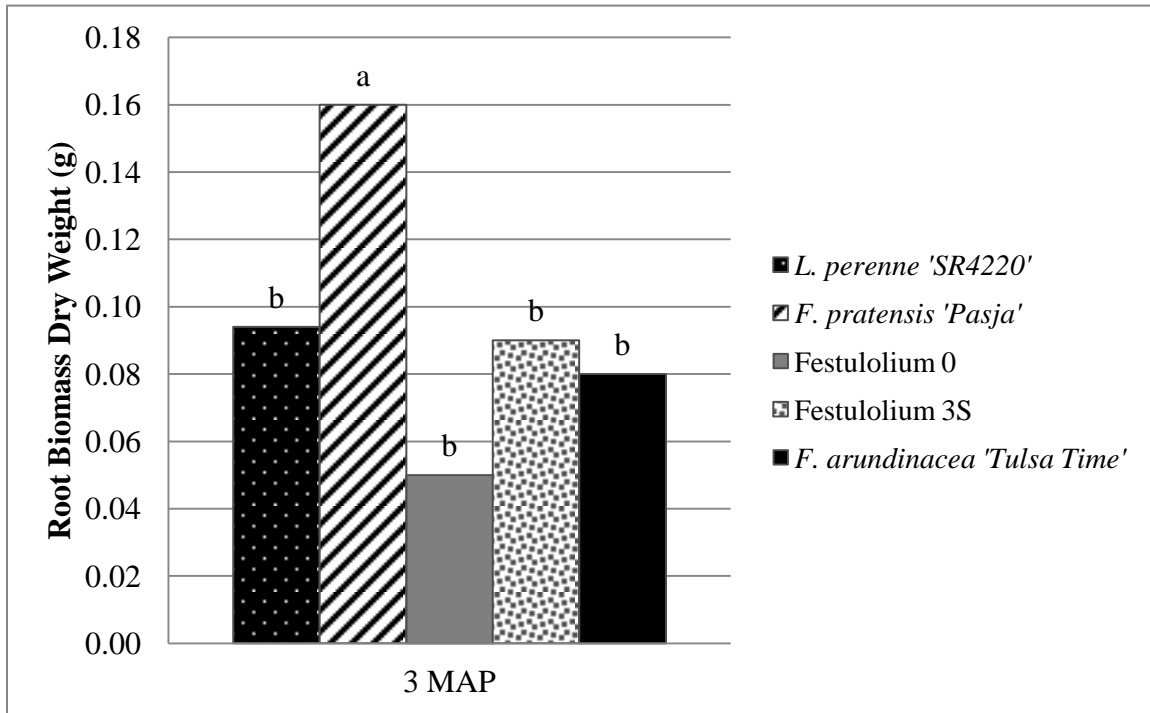 Root Biomass Dry Weight (g)
0.18
0.16
0.14
0.12
0.10
0.08
0.06
0.04
0.02
0.00
b
a
b
b
b
3 MAP
L. perenne 'SR4220'
F. pratensis 'Pasja'
Festulolium 0
Festulolium 3S
F. arundinacea 'Tulsa Time'